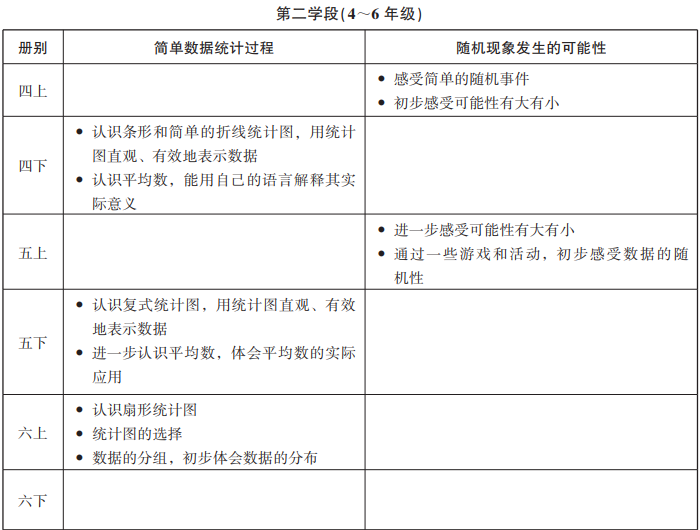 第二学段(4～6 年级)
册别 简单数据统计过程 随机现象发生的可能性
四上
● 感受简单的随机事件
● 初步感受可能性有大有小
四下
● 认识条形和简单的折线统计图，用统计
图直观、有效地表示数据
● 认识平均数，能用自己的语言解释其实
际意义
五上
● 进一步感受可能性有大有小
● 通过一些游戏和活动，初步感受数据的随
机性
五下
● 认识复式统计图，用统计图直观、有效
地表示数据
● 进一步认识平均数，体会平均数的实际
应用
六上
● 认识扇形统计图
● 统计图的选择
● 数据的分组，初步体会数据的分布
六下